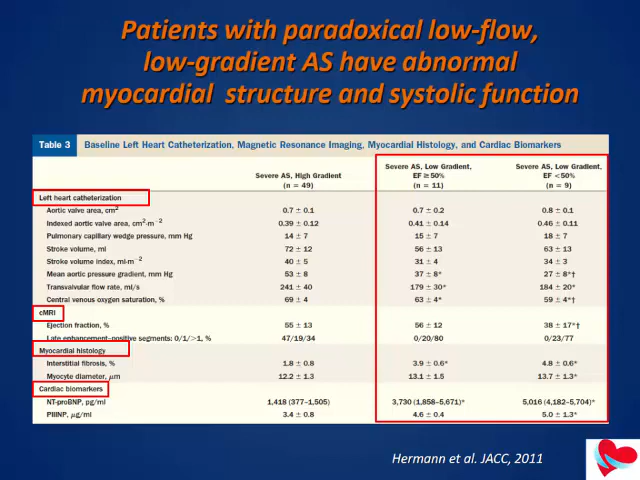 Patients with paradoxical low-flow,
low-gradient AS have abnormal
myocardial structure and systolic function
Table 3 Baseline Left Heart Catheterization, Magnetic Resonance Imaging, Myocardial Histology, and Cardiac Biomarkers
Severe AS, High Gradient (n = 49) Severe AS, Low Gradient, EF ≥50% (n = 11) Severe AS, Low Gradient, EF <50% (n = 9)
Left heart catheterization
Aortic valve area, cm² 0.7 ± 0.1 0.7 ± 0.2 0.8 ± 0.1
Indexed aortic valve area, cm²·m⁻² 0.39 ± 0.12 0.41 ± 0.14 0.46 ± 0.11
Pulmonary capillary wedge pressure, mm Hg 14 ± 7 15 ± 7 18 ± 7
Stroke volume, ml 72 ± 12 56 ± 13 63 ± 13
Stroke volume index, ml·m⁻² 40 ± 5 31 ± 4 34 ± 3
Mean aortic pressure gradient, mm Hg 53 ± 8 37 ± 8* 27 ± 8*†
Transvalvular flow rate, ml/s 241 ± 40 179 ± 30* 184 ± 20*
Central venous oxygen saturation, % 69 ± 4 63 ± 4* 59 ± 4*†
cMRI
Ejection fraction, % 55 ± 13 56 ± 12 38 ± 17*†
Late enhancement–positive segments: 0/1/>1, % 47/19/34 0/20/80 0/23/77
Myocardial histology
Interstitial fibrosis, % 1.8 ± 0.8 3.9 ± 0.6* 4.8 ± 0.6*
Myocyte diameter, μm 12.2 ± 1.3 13.1 ± 1.5 13.7 ± 1.3*
Cardiac biomarkers
NT-proBNP, pg/ml 1,418 (377–1,505) 3,730 (1,858–5,671)* 5,016 (4,182–5,704)*
PIIINP, μg/ml 3.4 ± 0.8 4.6 ± 0.4 5.0 ± 1.3*
Hermann et al. JACC, 2011